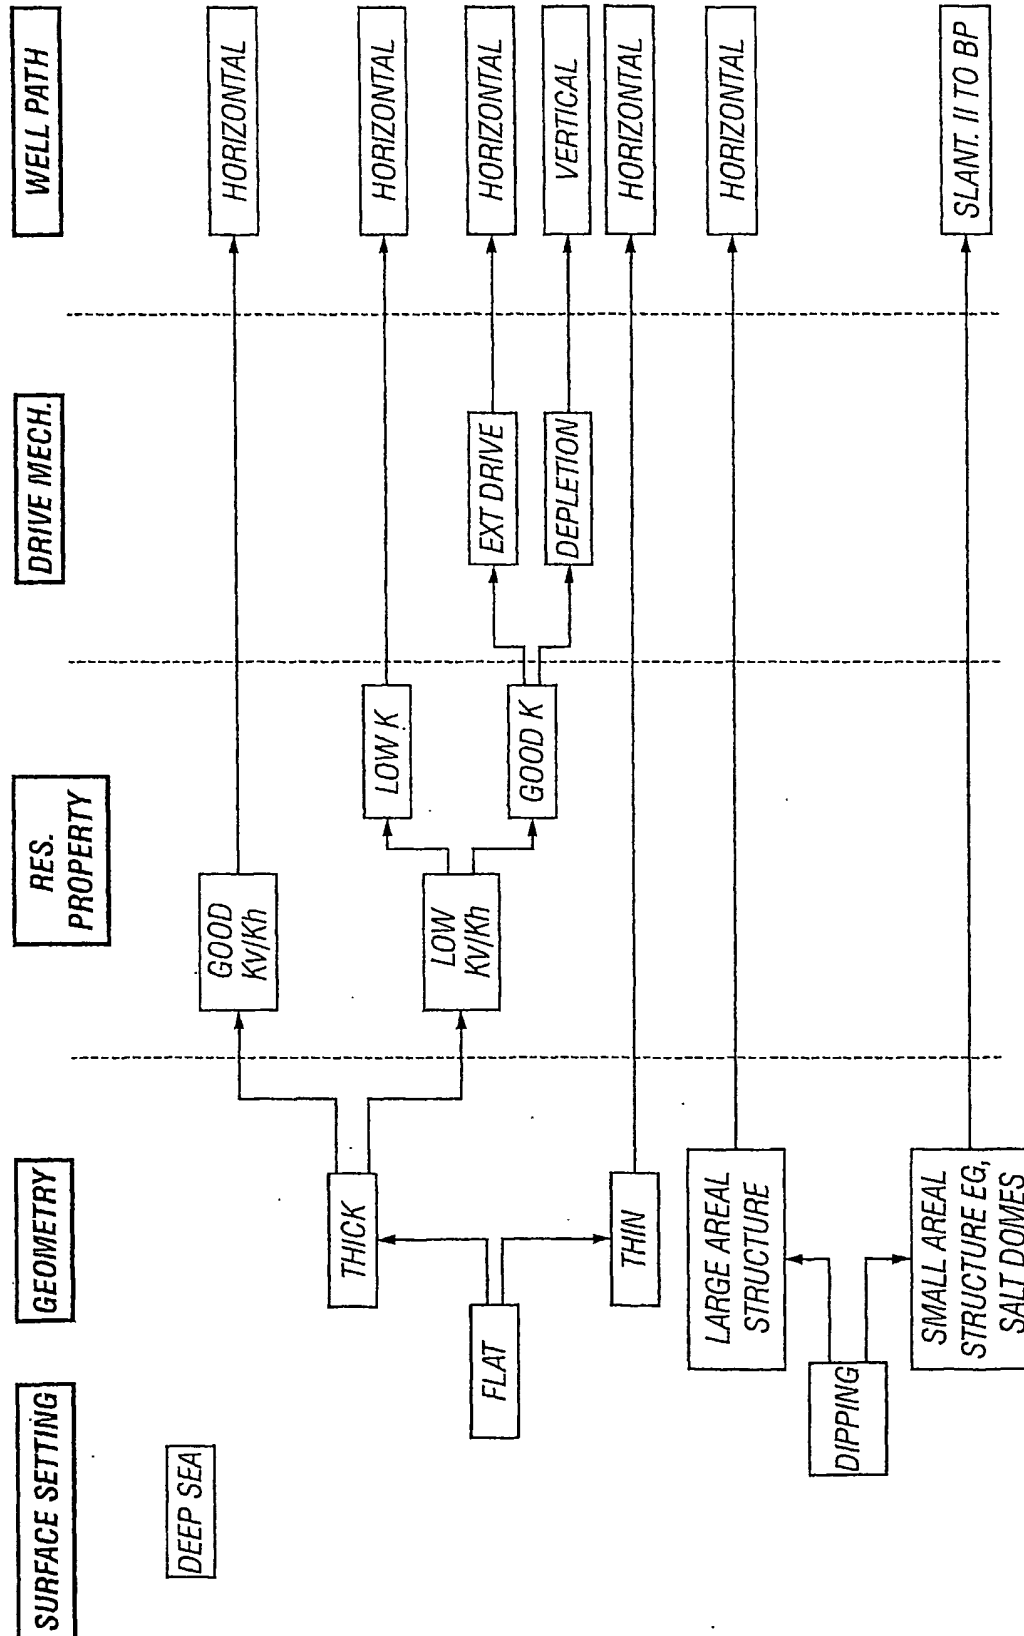 SURFACE SETTING
GEOMETRY
RES.
PROPERTY
DRIVE MECH.
WELL PATH
DEEP SEA
FLAT
THICK
THIN
GOOD
Kv/Kh
LOW
Kv/Kh
LOW K
GOOD K
EXT DRIVE
DEPLETION
HORIZONTAL
HORIZONTAL
HORIZONTAL
VERTICAL
HORIZONTAL
DIPPING
LARGE AREAL
STRUCTURE
HORIZONTAL
SMALL AREAL
STRUCTURE EG,
SALT DOMES
SLANT. II TO BP